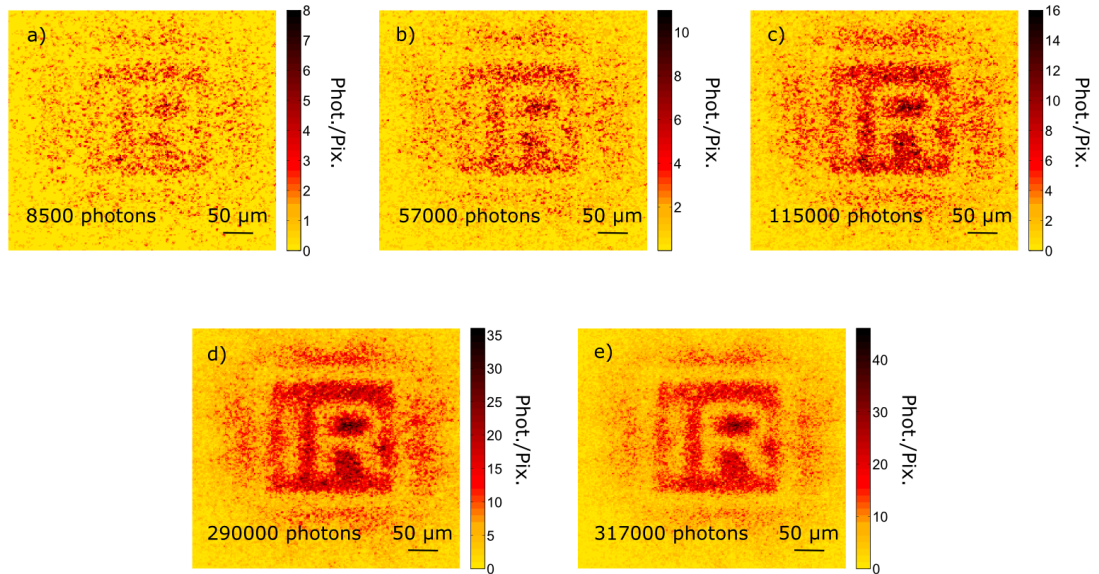 a)
8
7
6
5
4
3
2
1
0
Phot./Pix.
8500 photons
50 µm
b)
10
8
6
4
2
Phot./Pix.
57000 photons
50 µm
c)
16
14
12
10
8
6
4
2
0
Phot./Pix.
115000 photons
50 µm
d)
35
30
25
20
15
10
5
0
Phot./Pix.
290000 photons
50 µm
e)
40
30
20
10
0
Phot./Pix.
317000 photons
50 µm
R